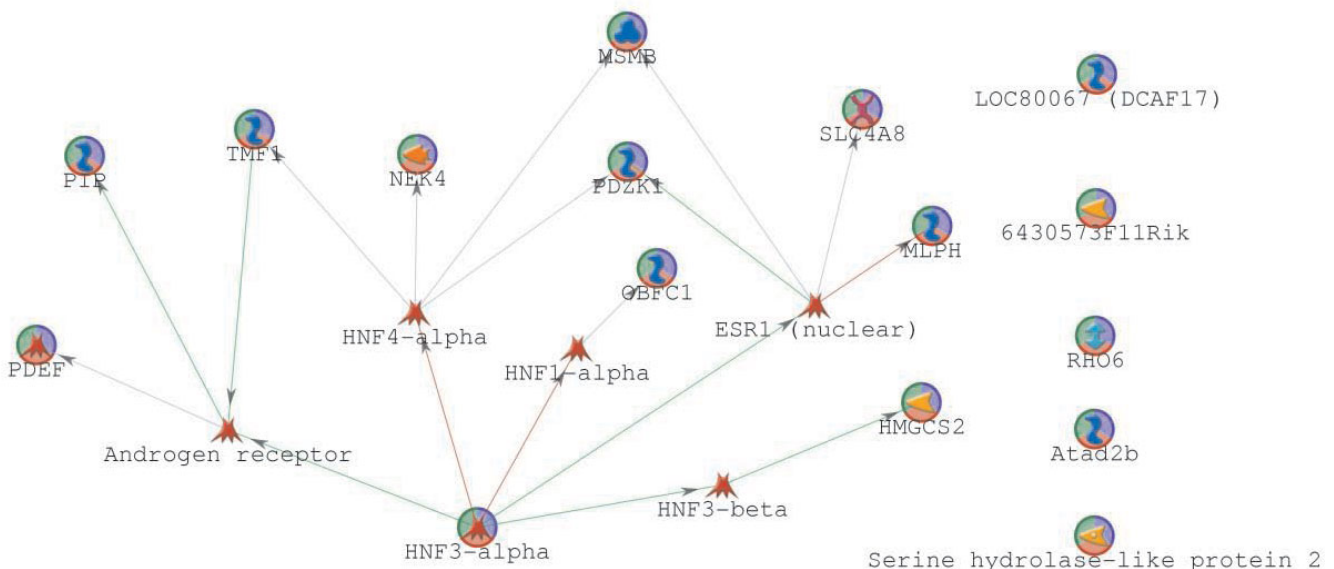 MSMB
LOC80067 (DCAF17)
SLC4A8
TMF1
PIP
NEK4
PDZK1
6430573F11Rik
MLPH
OBFC1
HNF4-alpha
ESR1 (nuclear)
RHO6
PDEF
HNF1-alpha
HMGCS2
Androgen receptor
Atad2b
HNF3-beta
HNF3-alpha
Serine hydrolase-like protein 2